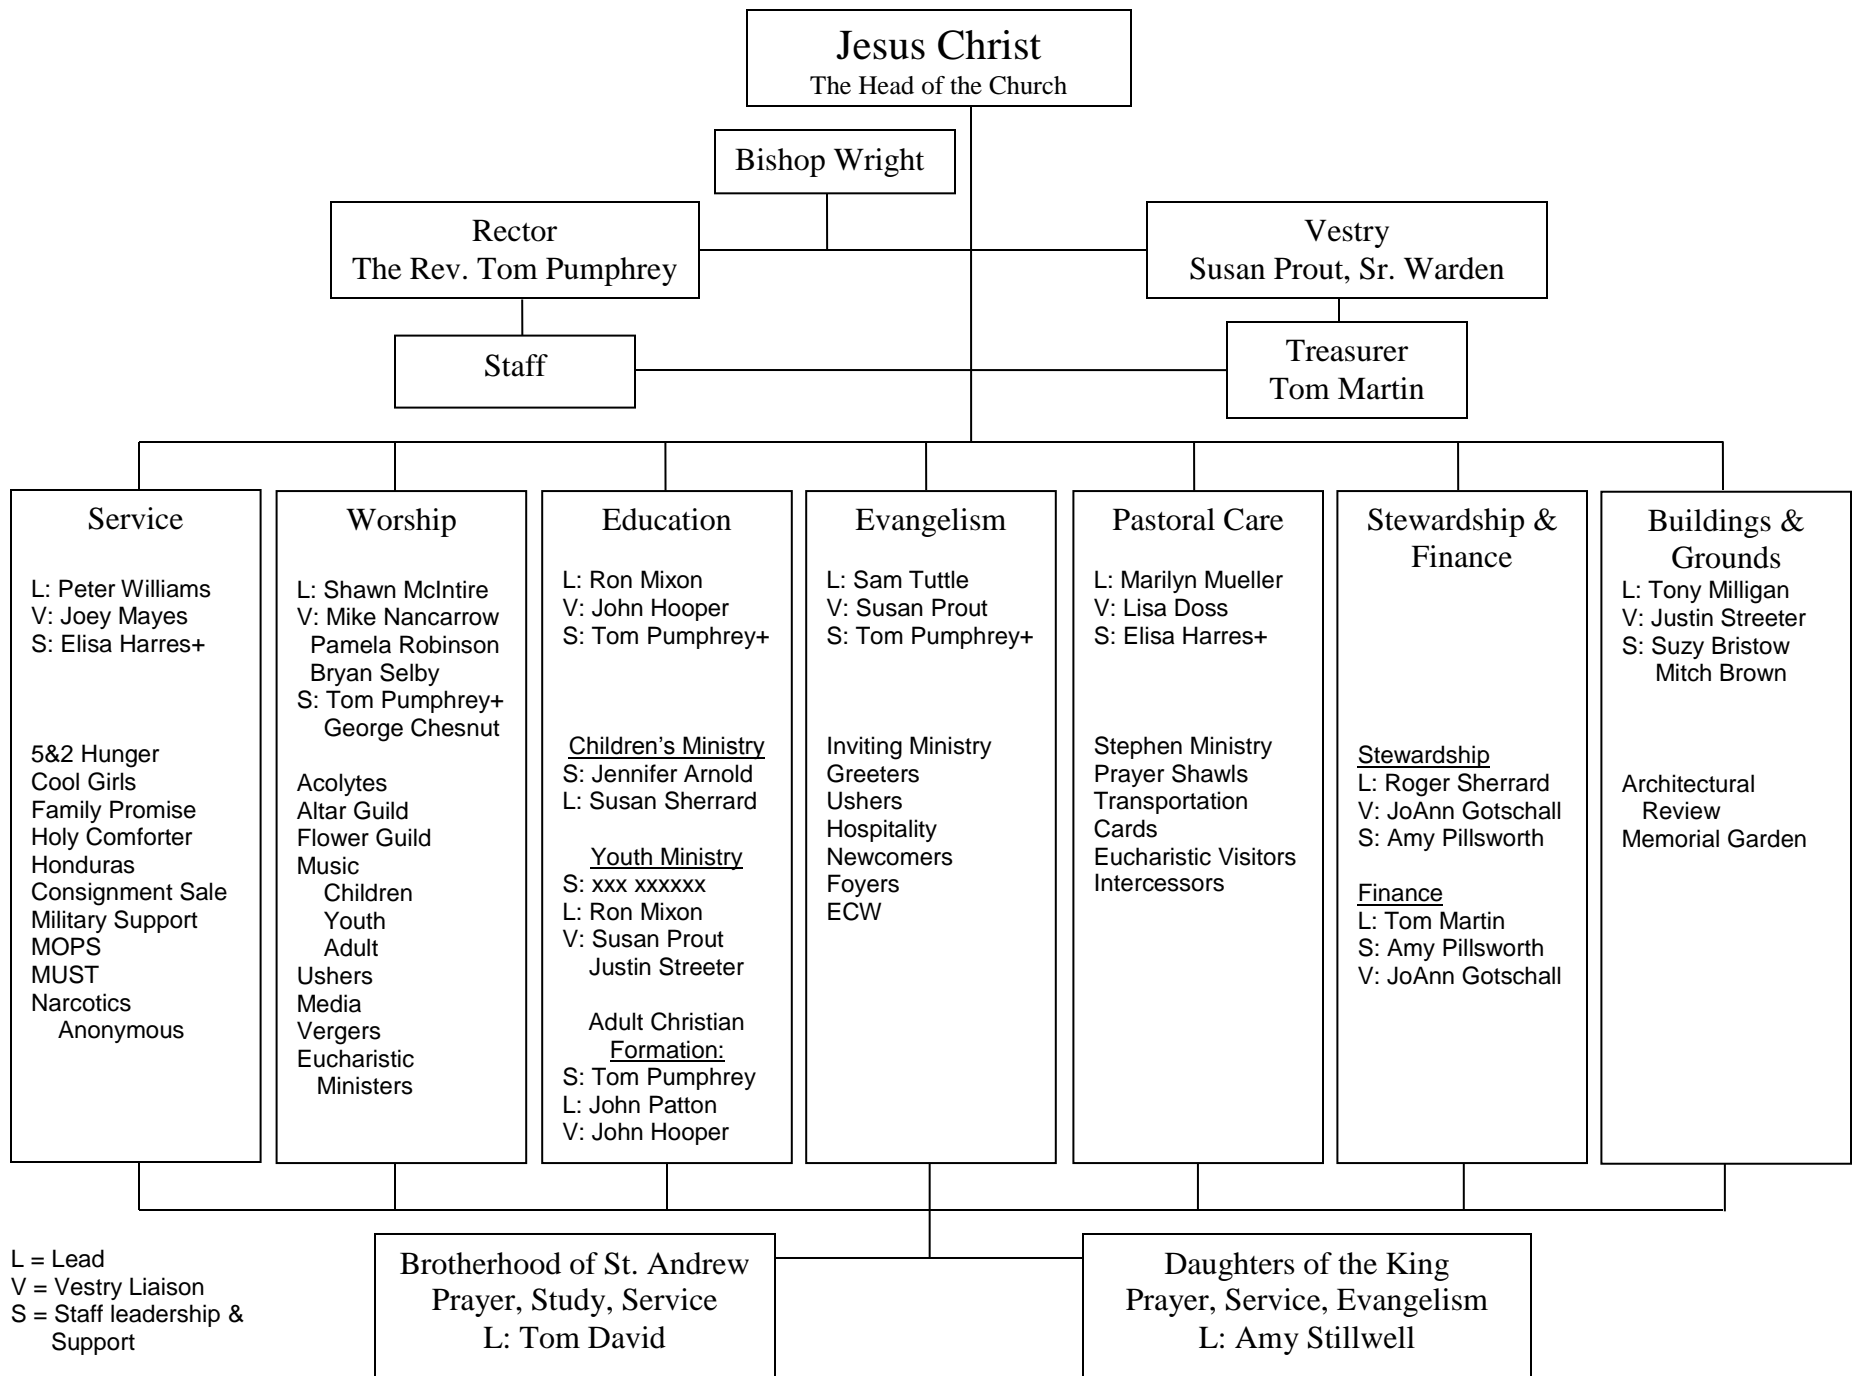 Jesus Christ
The Head of the Church
Bishop Wright
Rector
The Rev. Tom Pumphrey
Vestry
Susan Prout, Sr. Warden
Staff
Treasurer
Tom Martin
Service
L: Peter Williams
V: Joey Mayes
S: Elisa Harres+
5&2 Hunger
Cool Girls
Family Promise
Holy Comforter
Honduras
Consignment Sale
Military Support
MOPS
MUST
Narcotics
Anonymous
Worship
L: Shawn McIntire
V: Mike Nancarrow
Pamela Robinson
Bryan Selby
S: Tom Pumphrey+
George Chesnut
Acolytes
Altar Guild
Flower Guild
Music
Children
Youth
Adult
Ushers
Media
Vergers
Eucharistic
Ministers
Education
L: Ron Mixon
V: John Hooper
S: Tom Pumphrey+
Children's Ministry
S: Jennifer Arnold
L: Susan Sherrard
Youth Ministry
S: xxx xxxxxx
L: Ron Mixon
V: Susan Prout
Justin Streeter
Adult Christian
Formation:
S: Tom Pumphrey
L: John Patton
V: John Hooper
Evangelism
L: Sam Tuttle
V: Susan Prout
S: Tom Pumphrey+
Inviting Ministry
Greeters
Ushers
Hospitality
Newcomers
Foyers
ECW
Pastoral Care
L: Marilyn Mueller
V: Lisa Doss
S: Elisa Harres+
Stephen Ministry
Prayer Shawls
Transportation
Cards
Eucharistic Visitors
Intercessors
Stewardship &
Finance
Stewardship
L: Roger Sherrard
V: JoAnn Gotschall
S: Amy Pillsworth
Finance
L: Tom Martin
S: Amy Pillsworth
V: JoAnn Gotschall
Buildings &
Grounds
L: Tony Milligan
V: Justin Streeter
S: Suzy Bristow
Mitch Brown
Architectural
Review
Memorial Garden
L = Lead
V = Vestry Liaison
S = Staff leadership &
Support
Brotherhood of St. Andrew
Prayer, Study, Service
L: Tom David
Daughters of the King
Prayer, Service, Evangelism
L: Amy Stillwell